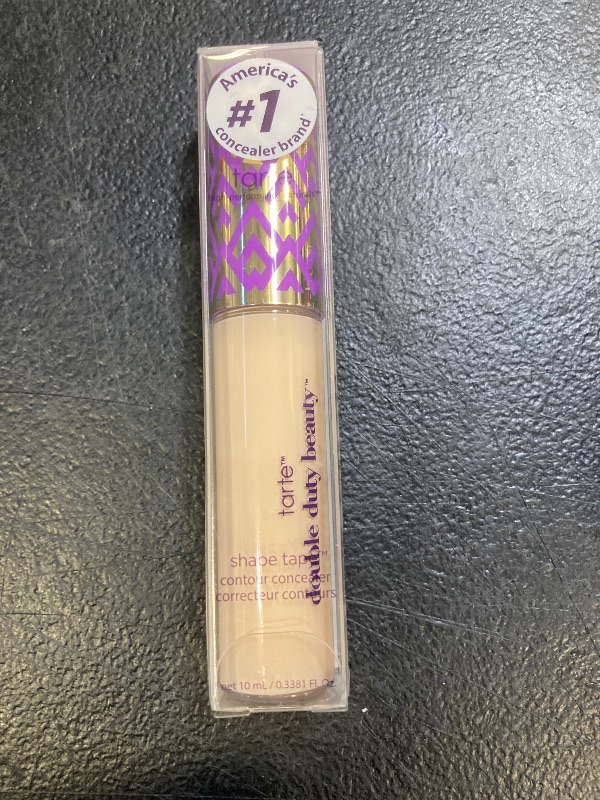 America's
#1
concealer brand
tarte
tarte™
double duty beauty™
shape tape™
contour concealer
correcteur contours
net 10 mL / 0.3381 FL Oz.